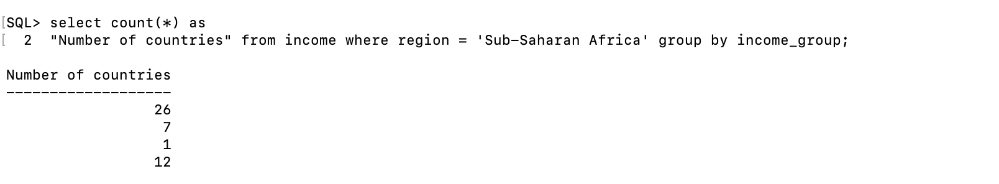 [SQL> select count(*) as
[  2  "Number of countries" from income where region = 'Sub-Saharan Africa' group by income_group;
Number of countries
-------------------
26
7
1
12